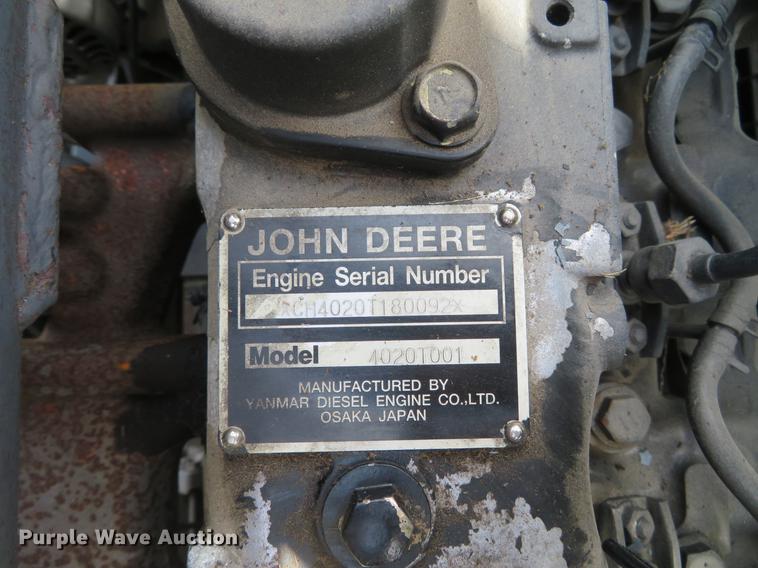 JOHN DEERE
Engine Serial Number
XCH4020T180092X
Model 4020T001
MANUFACTURED BY
YANMAR DIESEL ENGINE CO.,LTD.
OSAKA JAPAN
Purple Wave Auction